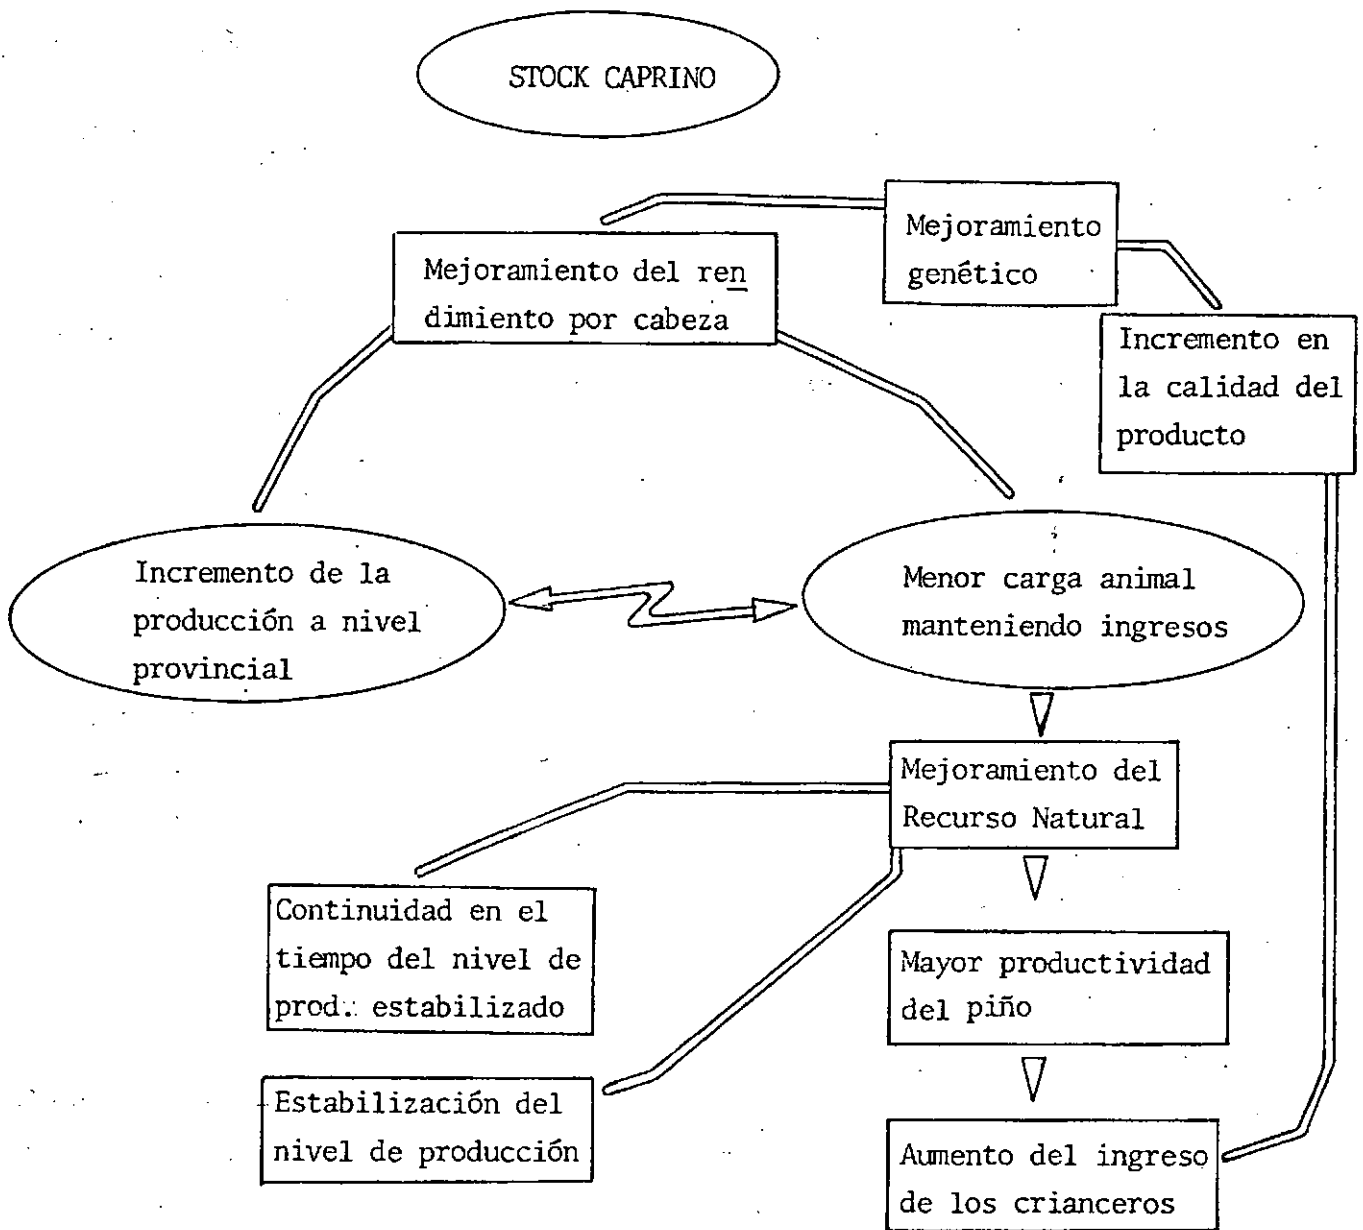 STOCK CAPRINO
Mejoramiento
genético
Mejoramiento del ren
dimiento por cabeza
Incremento en
la calidad del
producto
Incremento de la
producción a nivel
provincial
Menor carga animal
manteniendo ingresos
Mejoramiento del
Recurso Natural
Continuidad en el
tiempo del nivel de
prod. estabilizado
Mayor productividad
del piño
Estabilización del
nivel de producción
Aumento del ingreso
de los crianceros